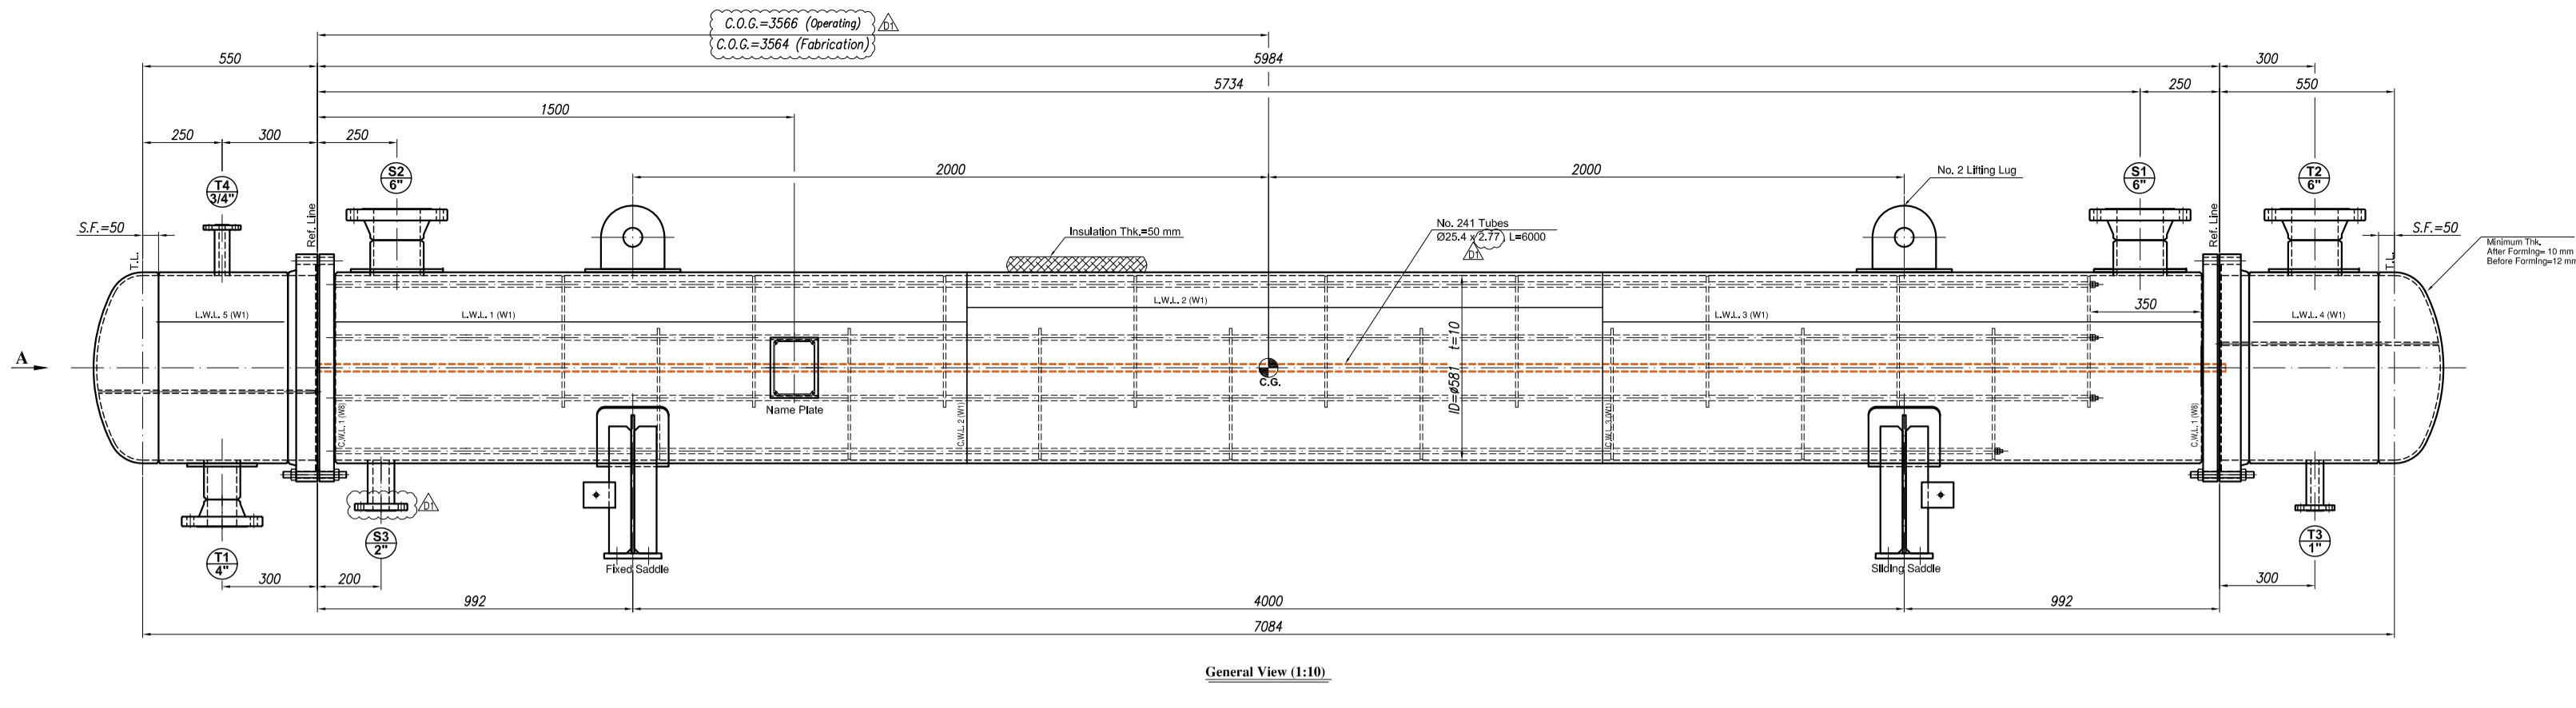 C.O.G.=3566 (Operating)
D1
C.O.G.=3564 (Fabrication)
550
5984
300
5734
250
550
1500
250
300
250
2000
2000
T4
3/4"
S2
6"
No. 2 Lifting Lug
S1
6"
T2
6"
S.F.=50
T.L.
Ref. Line
Insulation Thk.=50 mm
No. 241 Tubes
Ø25.4 x 2.77, L=6000
D1
Ref. Line
S.F.=50
T.L.
Minimum Thk.
After Forming= 10 mm
Before Forming=12 mm
L.W.L. 5 (W1)
L.W.L. 1 (W1)
L.W.L. 2 (W1)
L.W.L. 3 (W1)
350
L.W.L. 4 (W1)
A
C.G.
ID=Ø581 t=10
Name Plate
C.W.L. 1 (W8)
C.W.L. 2 (W1)
C.W.L. 3 (W1)
C.W.L. 1 (W8)
D1
S3
2"
T1
4"
T3
1"
Fixed Saddle
Sliding Saddle
300
200
300
992
4000
992
7084
General View (1:10)